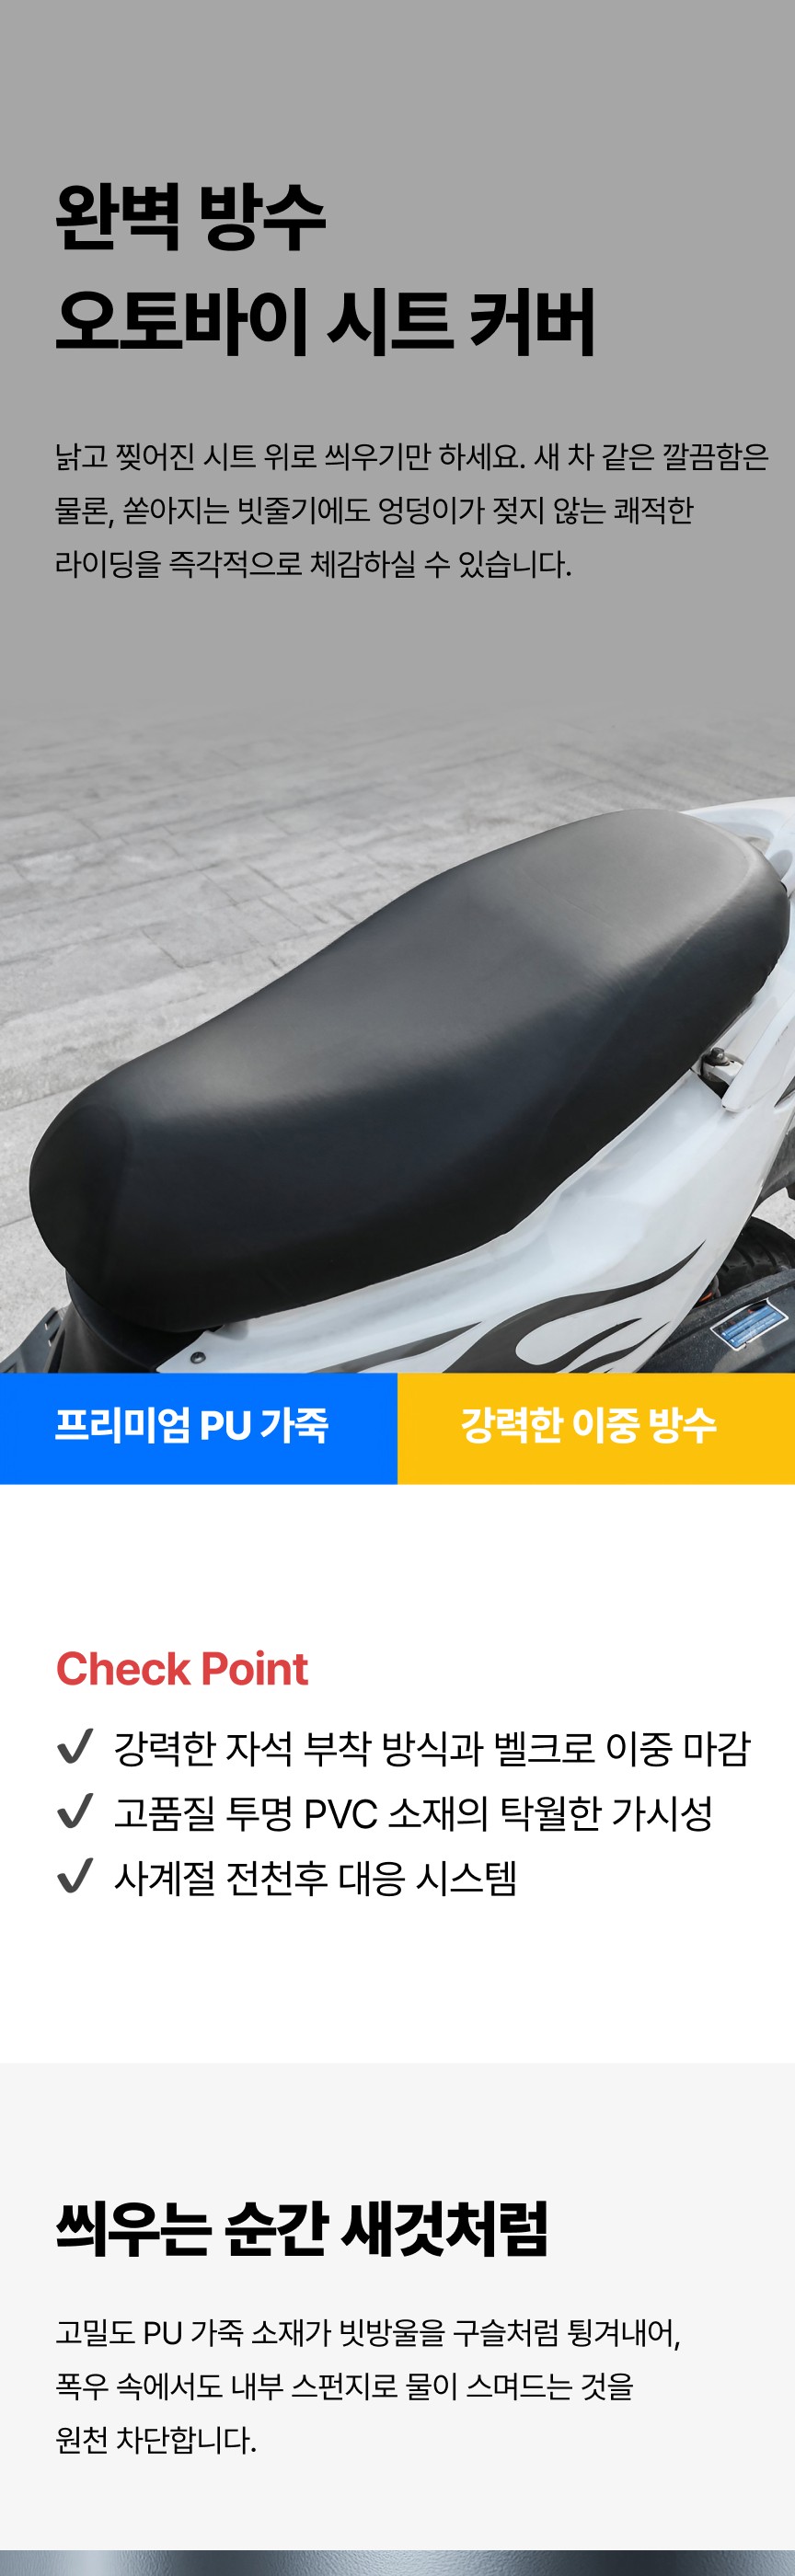 완벽 방수
오토바이 시트 커버
낡고 찢어진 시트 위로 씌우기만 하세요. 새 차 같은 깔끔함은
물론, 쏟아지는 빗줄기에도 엉덩이가 젖지 않는 쾌적한
라이딩을 즉각적으로 체감하실 수 있습니다.
프리미엄 PU 가죽
강력한 이중 방수
Check Point
강력한 자석 부착 방식과 벨크로 이중 마감
고품질 투명 PVC 소재의 탁월한 가시성
사계절 전천후 대응 시스템
씌우는 순간 새것처럼
고밀도 PU 가죽 소재가 빗방울을 구슬처럼 튕겨내어,
폭우 속에서도 내부 스펀지로 물이 스며드는 것을
원천 차단합니다.